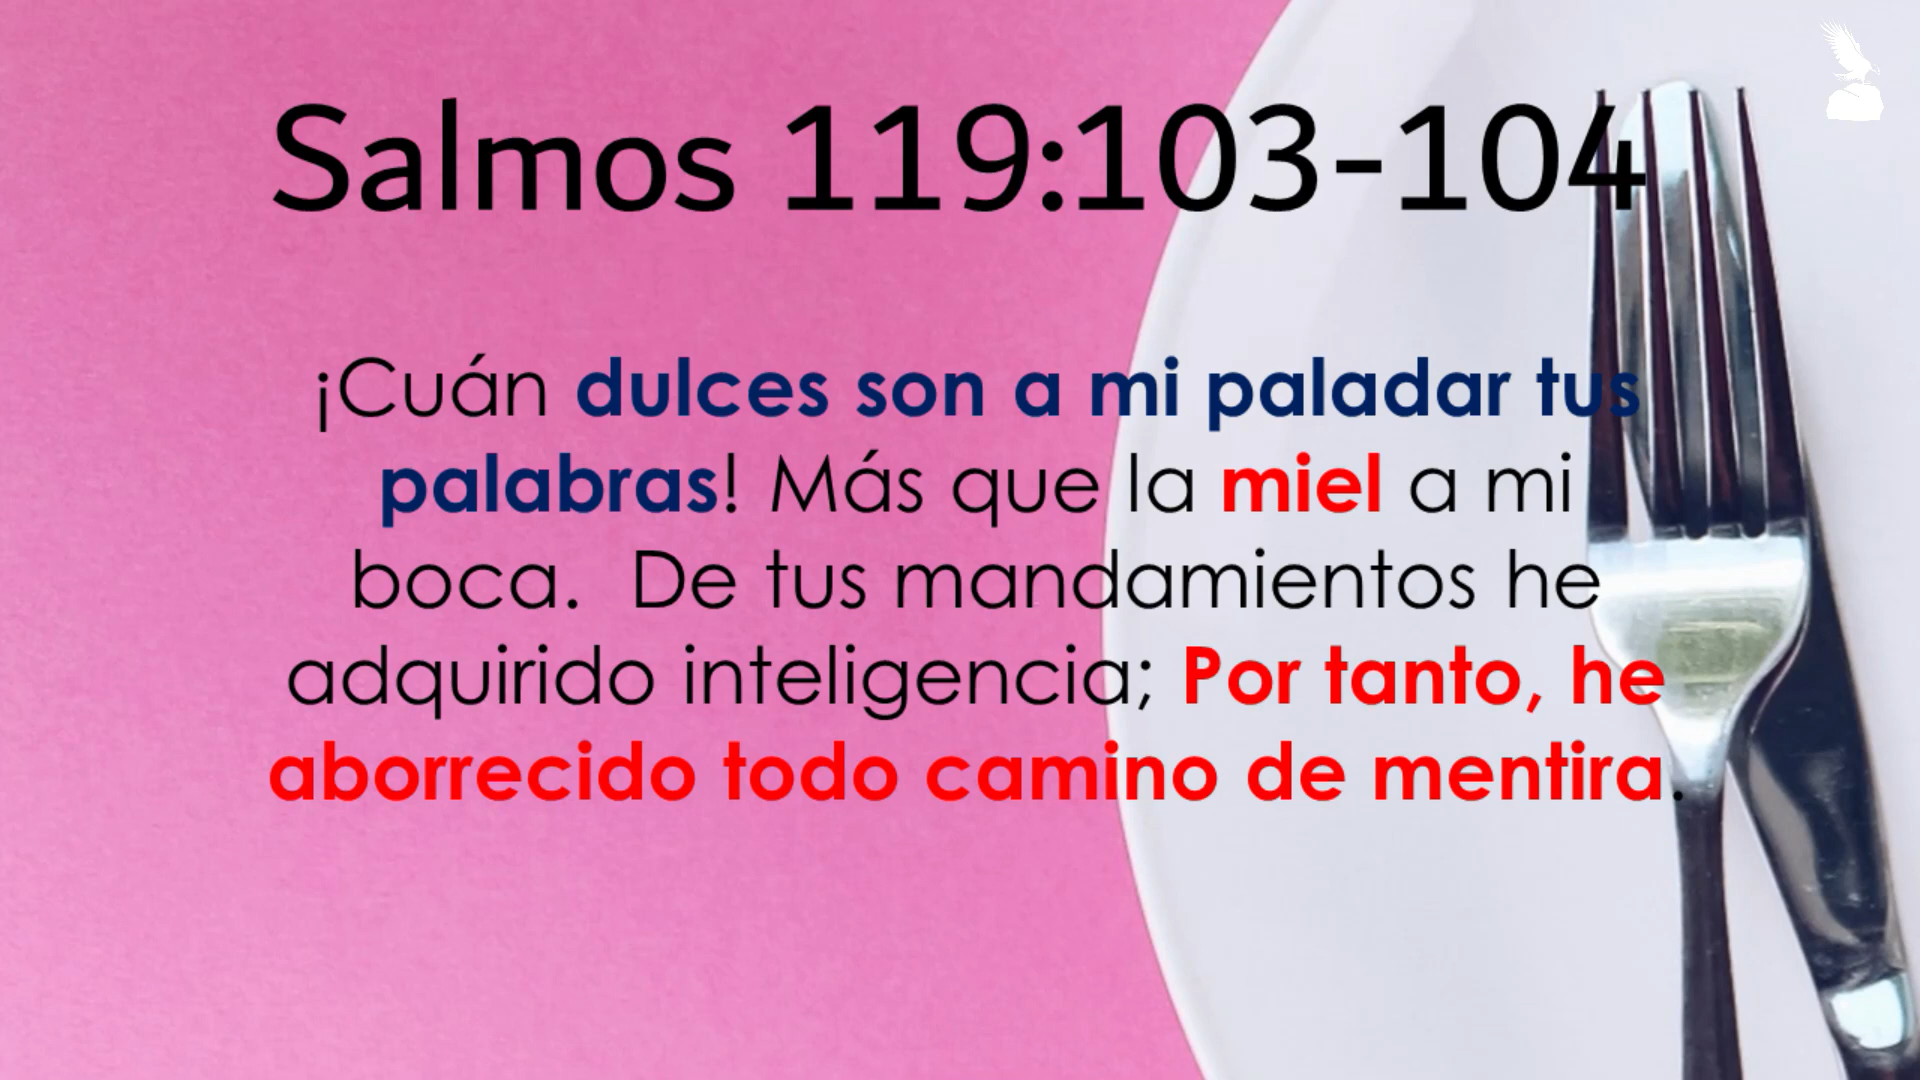 Salmos 119:103-104
¡Cuán dulces son a mi paladar tus
palabras! Más que la miel a mi
boca.  De tus mandamientos he
adquirido inteligencia; Por tanto, he
aborrecido todo camino de mentira.